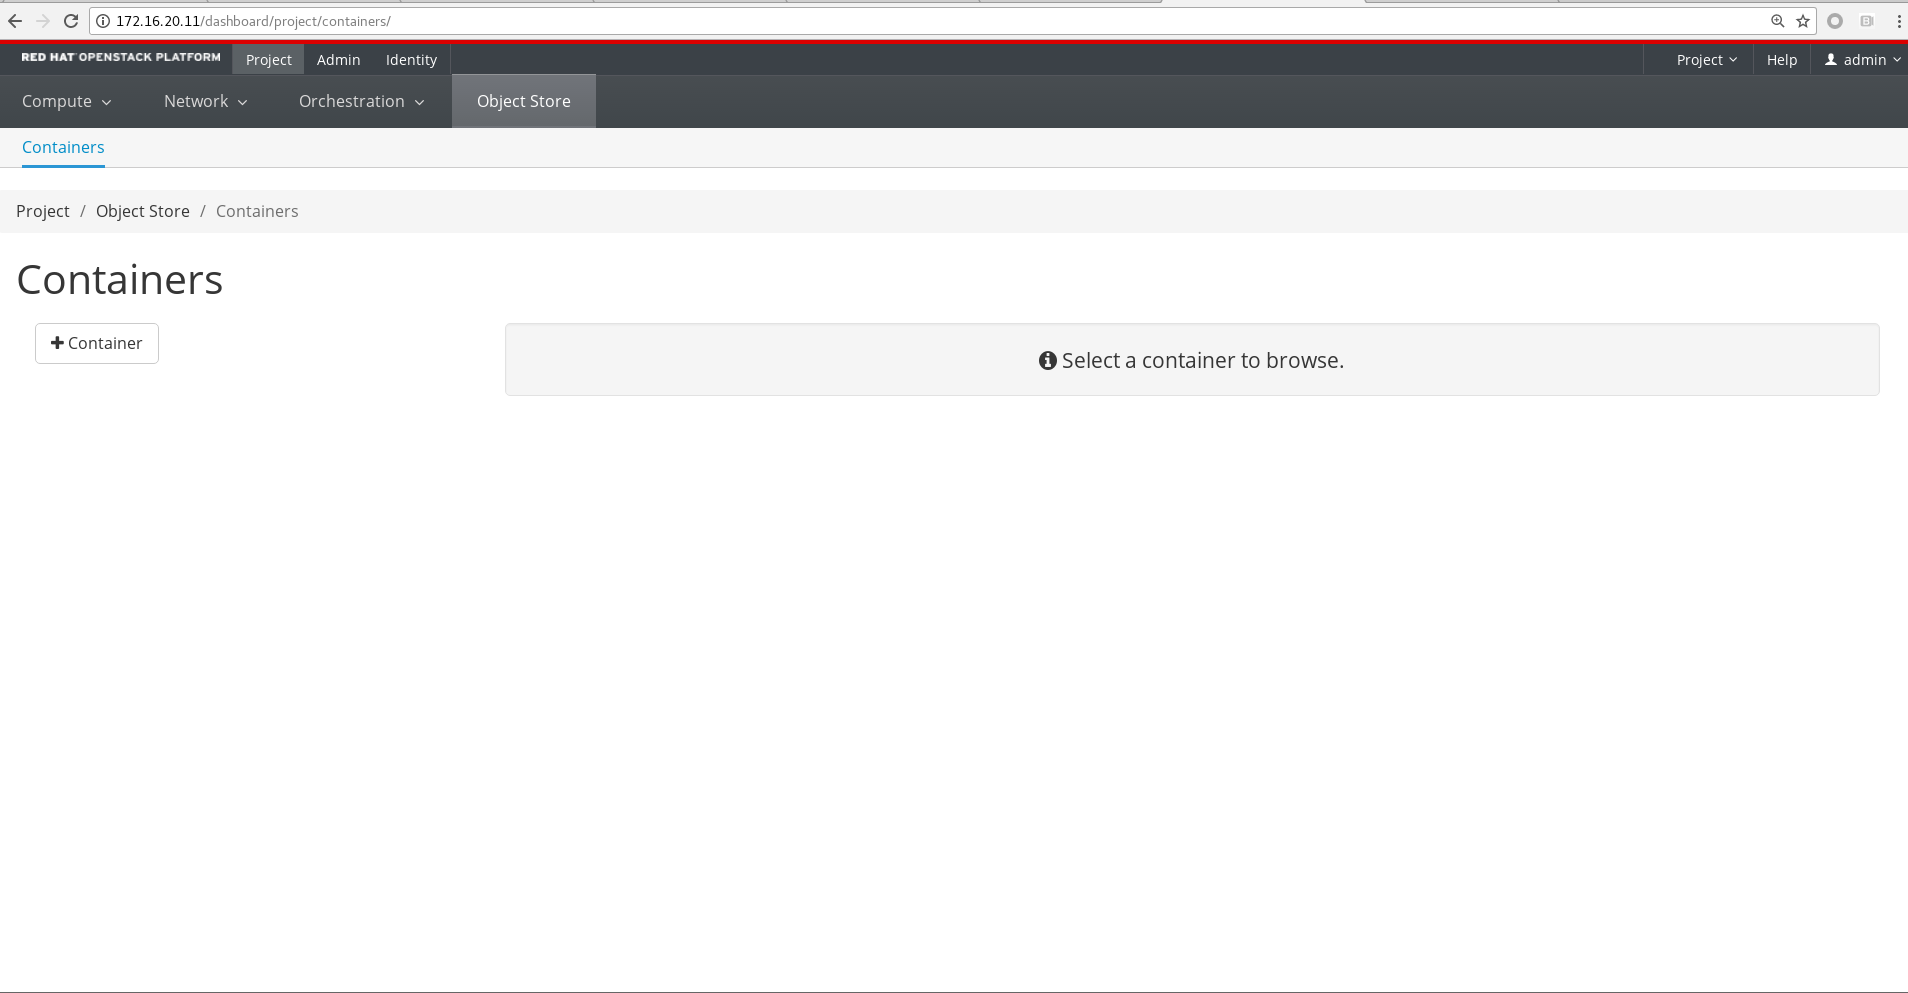 172.16.20.11/dashboard/project/containers/
RED HAT OPENSTACK PLATFORM Project Admin Identity Project Help admin
Compute Network Orchestration Object Store
Containers
Project / Object Store / Containers
Containers
Container
Select a container to browse.